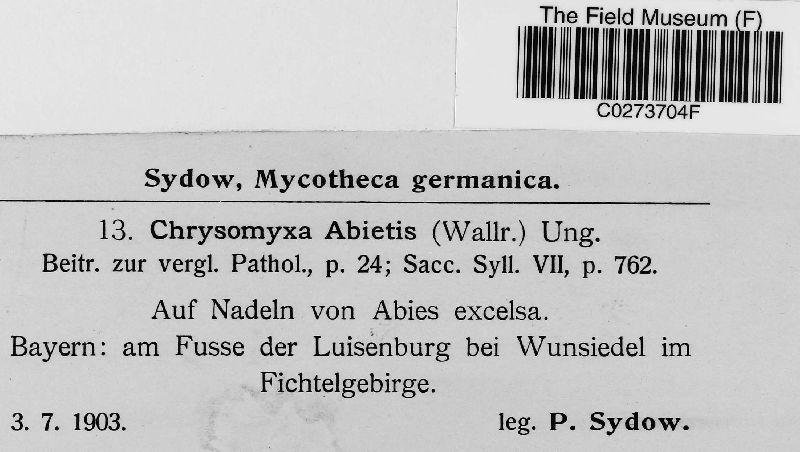 The Field Museum (F)
C0273704F
Sydow, Mycotheca germanica.
13. Chrysomyxa Abietis (Wallr.) Ung.
Beitr. zur vergl. Pathol., p. 24; Sacc. Syll. VII, p. 762.
Auf Nadeln von Abies excelsa.
Bayern: am Fusse der Luisenburg bei Wunsiedel im
Fichtelgebirge.
3. 7. 1903. leg. P. Sydow.